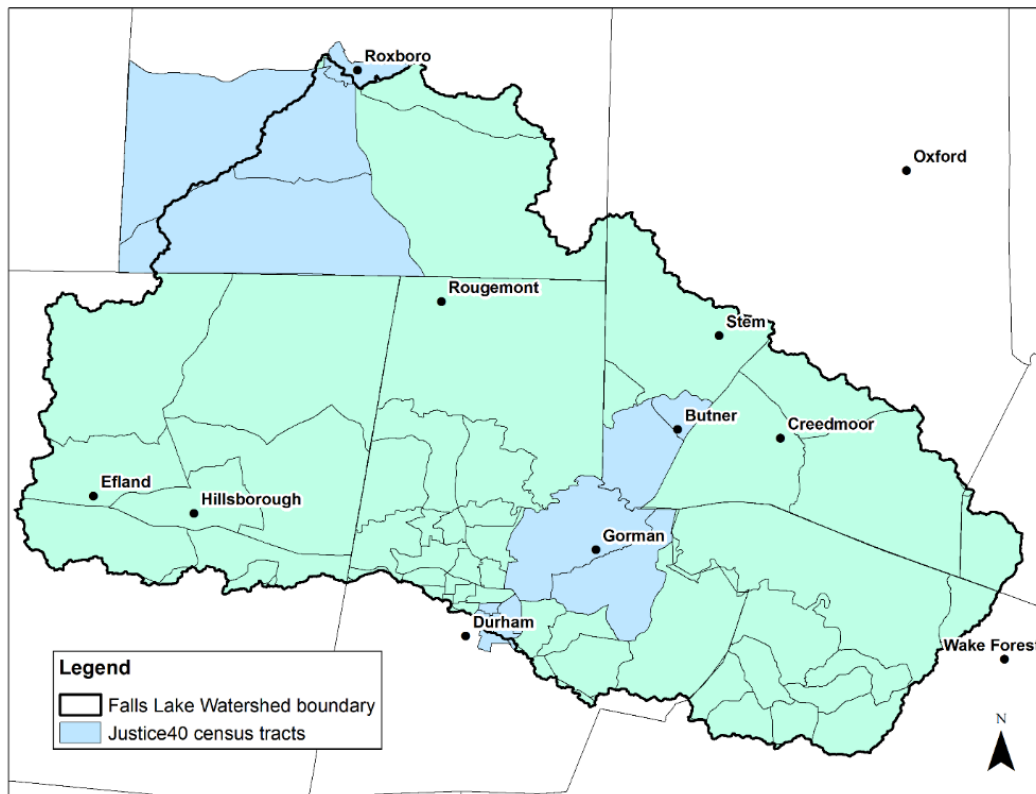 Roxboro
Oxford
Rougemont
Stem
Butner
Creedmoor
Efland
Hillsborough
Gorman
Durham
Wake Forest
Legend
Falls Lake Watershed boundary
Justice40 census tracts
N